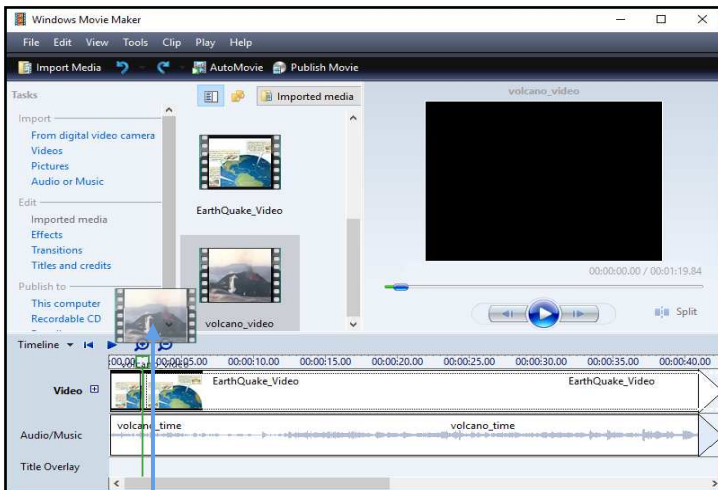 Windows Movie Maker
File Edit View Tools Clip Play Help
Import Media AutoMovie Publish Movie
Tasks
Imported media
volcano_video
Import
From digital video camera
Videos
Pictures
Audio or Music
Edit
Imported media
Effects
Transitions
Titles and credits
Publish to
This computer
Recordable CD
EarthQuake_Video
volcano_video
00:00:00.00 / 00:01:19.84
Split
Timeline
00:00:05.00 00:00:10.00 00:00:15.00 00:00:20.00 00:00:25.00 00:00:30.00 00:00:35.00 00:00:40.00
volcano_video
Video EarthQuake_Video EarthQuake_Video
Audio/Music volcano_time volcano_time
Title Overlay